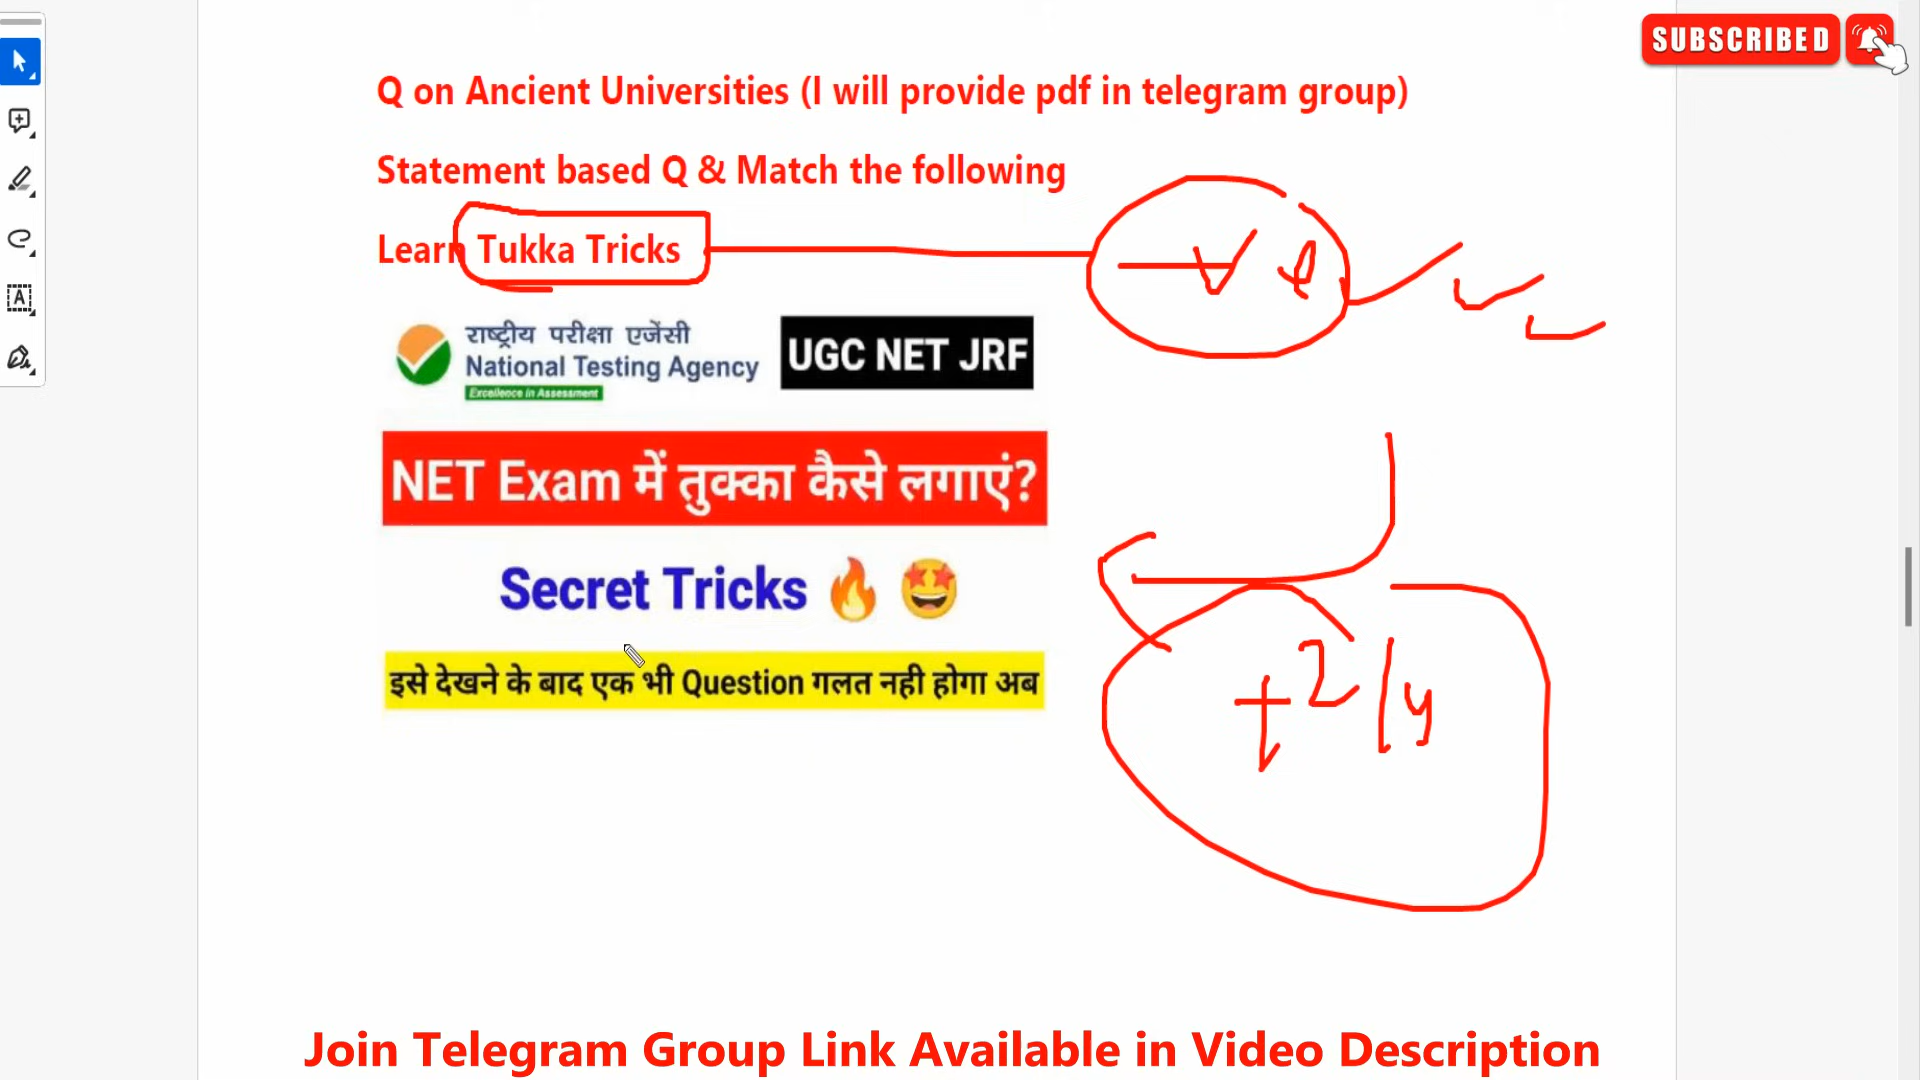 SUBSCRIBED
Q on Ancient Universities (I will provide pdf in telegram group)
Statement based Q & Match the following
Learn Tukka Tricks
राष्ट्रीय परीक्षा एजेंसी
National Testing Agency
Excellence in Assessment
UGC NET JRF
NET Exam में तुक्का कैसे लगाएं?
Secret Tricks 🔥 🤩
इसे देखने के बाद एक भी Question गलत नही होगा अब
Join Telegram Group Link Available in Video Description